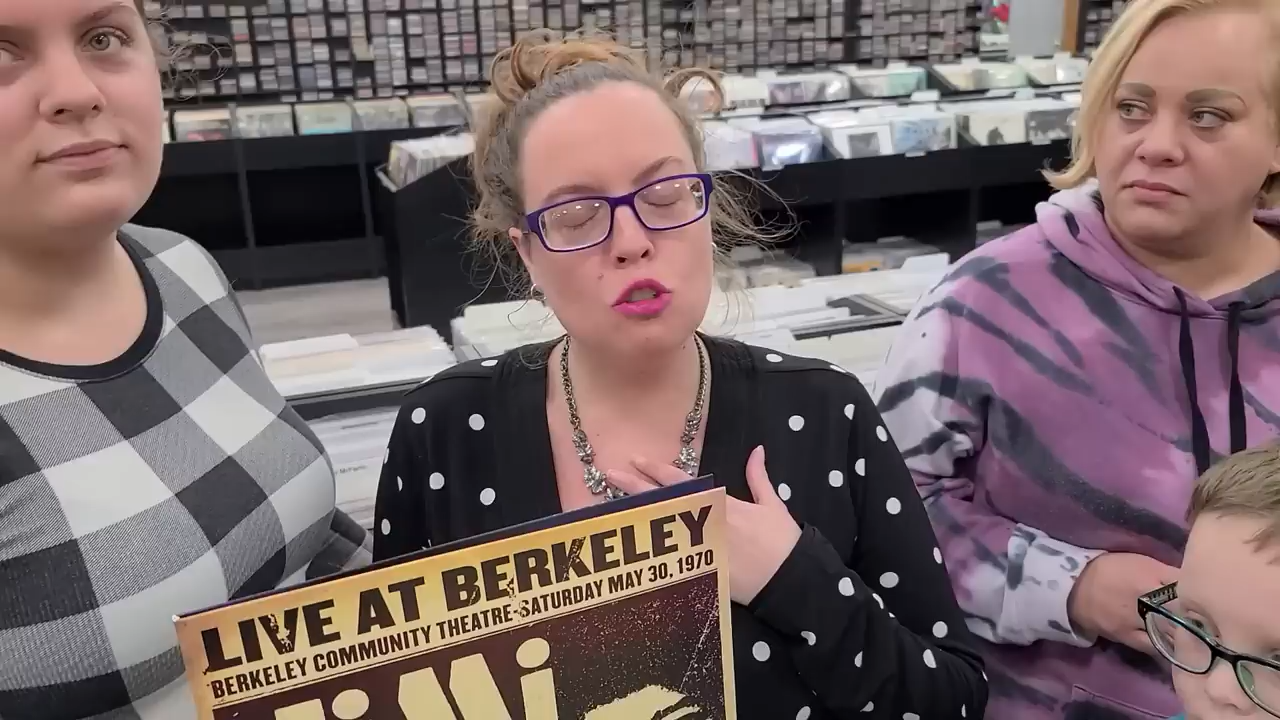 LIVE AT BERKELEY
BERKELEY COMMUNITY THEATRE-SATURDAY MAY 30, 1970